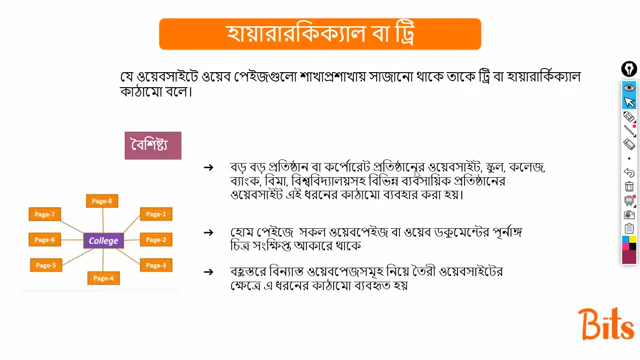 হায়ারারকিক্যাল বা ট্রি
যে ওয়েবসাইটে ওয়েব পেইজগুলো শাখাপ্রশাখায় সাজানো থাকে তাকে ট্রি বা হায়ারার্কিক্যাল
কাঠামো বলে।
বৈশিষ্ট্য
→ বড় বড় প্রতিষ্ঠান বা কর্পোরেট প্রতিষ্ঠানের ওয়েবসাইট, স্কুল, কলেজ,
ব্যাংক, বিমা, বিশ্ববিদ্যালয়সহ বিভিন্ন ব্যবসায়িক প্রতিষ্ঠানের
ওয়েবসাইট এই ধরনের কাঠামো ব্যবহার করা হয়।
→ হোম পেইজে সকল ওয়েবপেইজ বা ওয়েব ডকুমেন্টের পূর্নাঙ্গ
চিত্র সংক্ষিপ্ত আকারে থাকে
→ বহুস্তরে বিন্যাস্ত ওয়েবপেজসমূহ নিয়ে তৈরী ওয়েবসাইটের
ক্ষেত্রে এ ধরনের কাঠামো ব্যবহৃত হয়
Page-8
Page-7
Page-1
Page-6
College
Page-2
Page-5
Page-3
Page-4
Bits